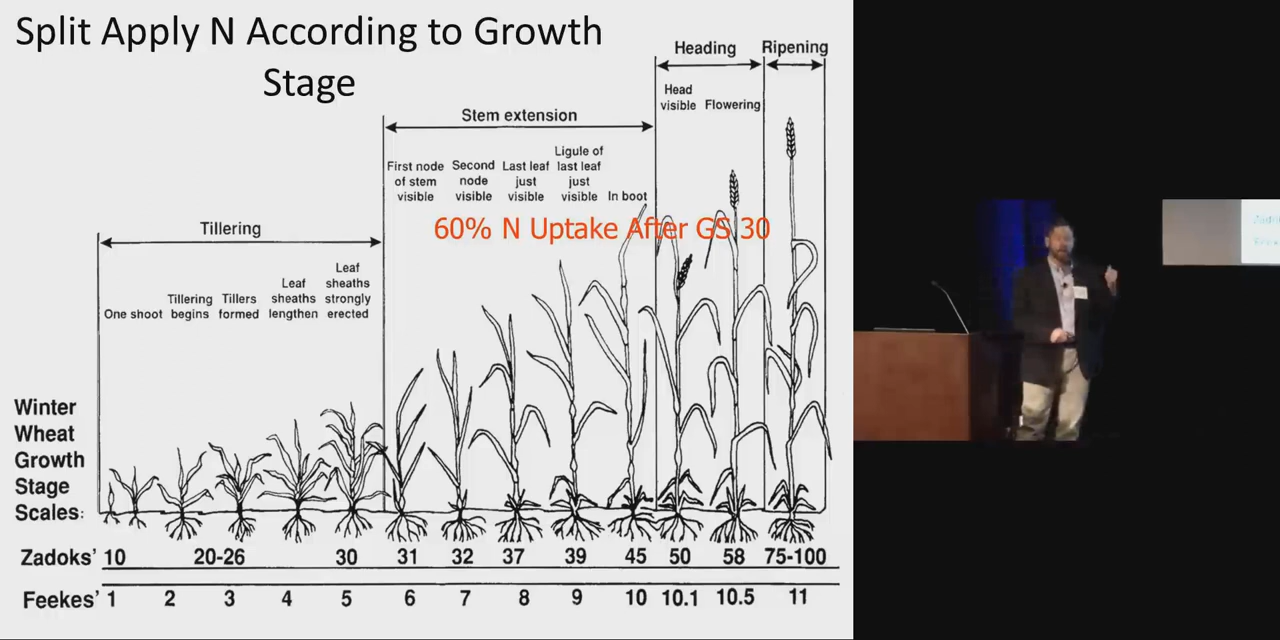 Split Apply N According to Growth
Stage
Heading
Ripening
Head
visible
Flowering
Stem extension
First node
of stem
visible
Second
node
visible
Last leaf
just
visible
Ligule of
last leaf
just
visible
In boot
60% N Uptake After GS 30
Tillering
One shoot
Tillering
begins
Tillers
formed
Leaf
sheaths
lengthen
Leaf
sheaths
strongly
erected
Winter
Wheat
Growth
Stage
Scales:
Zadoks' 10 20-26 30 31 32 37 39 45 50 58 75-100
Feekes' 1 2 3 4 5 6 7 8 9 10 10.1 10.5 11